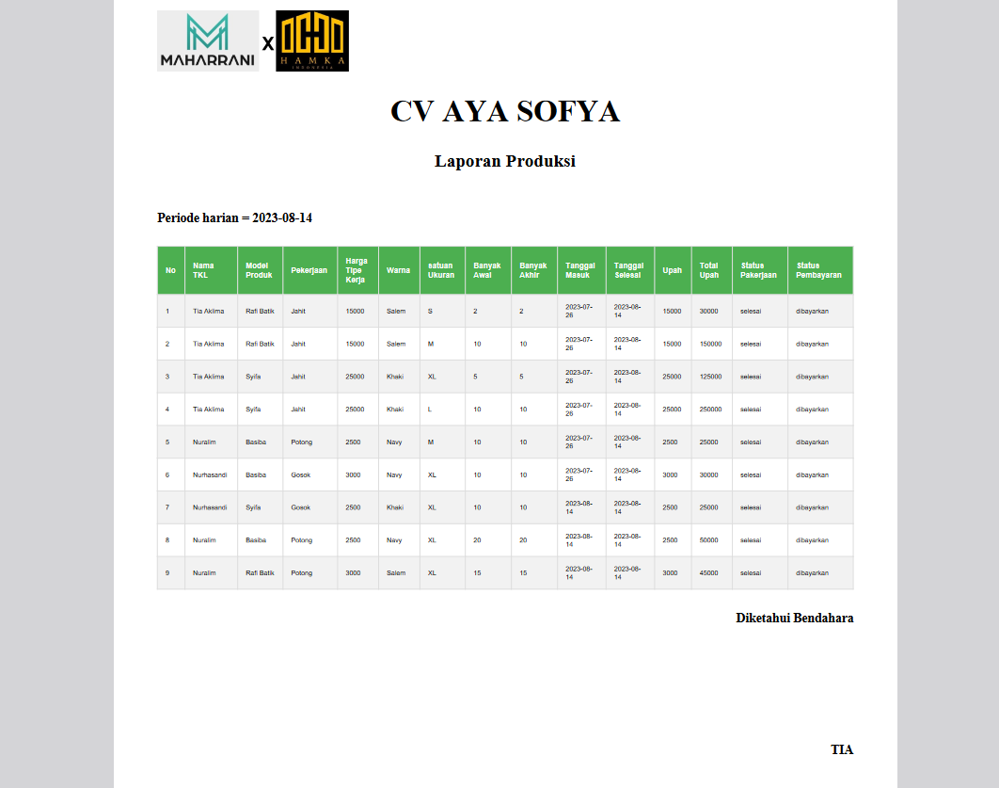 MAHARRANI X HAMKA
INDONESIA
CV AYA SOFYA
Laporan Produksi
Periode harian = 2023-08-14
No Nama TKL Model Produk Pekerjaan Harga Tipe Kerja Warna satuan Ukuran Banyak Awal Banyak Akhir Tanggal Masuk Tanggal Selesai Upah Total Upah Status Pakerjaan Status Pembayaran
1 Tia Aklima Rafi Batik Jahit 15000 Salem S 2 2 2023-07-26 2023-08-14 15000 30000 selesai dibayarkan
2 Tia Aklima Rafi Batik Jahit 15000 Salem M 10 10 2023-07-26 2023-08-14 15000 150000 selesai dibayarkan
3 Tia Aklima Syifa Jahit 25000 Khaki XL 5 5 2023-07-26 2023-08-14 25000 125000 selesai dibayarkan
4 Tia Aklima Syifa Jahit 25000 Khaki L 10 10 2023-07-26 2023-08-14 25000 250000 selesai dibayarkan
5 Nuralim Basiba Potong 2500 Navy M 10 10 2023-07-26 2023-08-14 2500 25000 selesai dibayarkan
6 Nurhasandi Basiba Gosok 3000 Navy XL 10 10 2023-07-26 2023-08-14 3000 30000 selesai dibayarkan
7 Nurhasandi Syifa Gosok 2500 Khaki XL 10 10 2023-08-14 2023-08-14 2500 25000 selesai dibayarkan
8 Nuralim Basiba Potong 2500 Navy XL 20 20 2023-08-14 2023-08-14 2500 50000 selesai dibayarkan
9 Nuralim Rafi Batik Potong 3000 Salem XL 15 15 2023-08-14 2023-08-14 3000 45000 selesai dibayarkan
Diketahui Bendahara
TIA